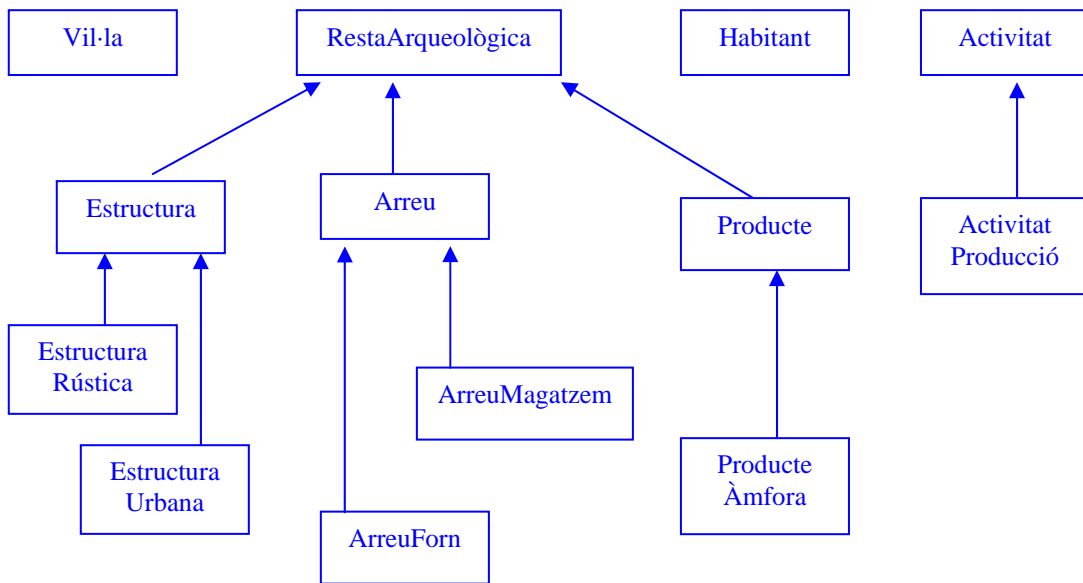 Vil·la
RestaArqueològica
Habitant
Activitat
Estructura
Arreu
Producte
Activitat
Producció
Estructura
Rústica
ArreuMagatzem
Estructura
Urbana
Producte
Àmfora
ArreuForn